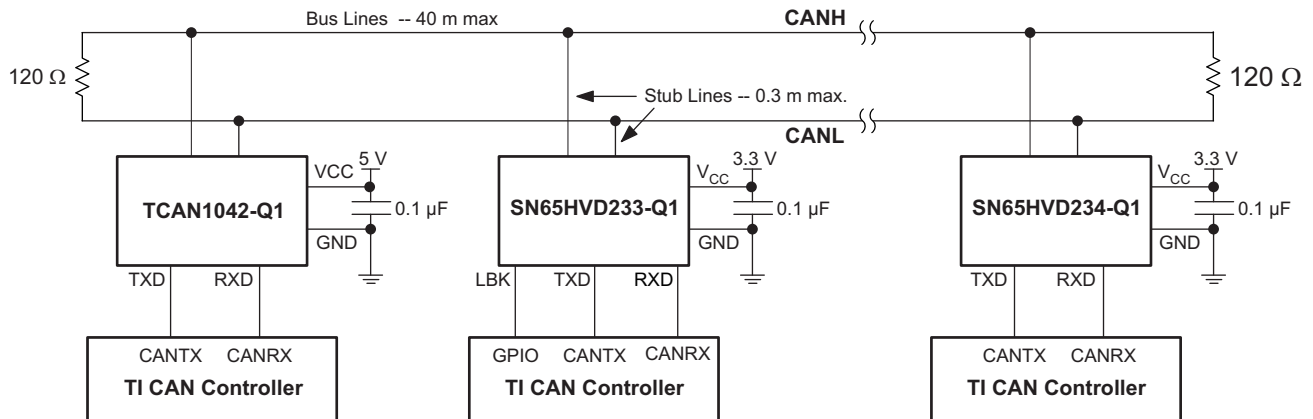 Bus Lines -- 40 m max
CANH
120 Ω
120 Ω
Stub Lines -- 0.3 m max.
CANL
VCC
5 V
TCAN1042-Q1
0.1 µF
GND
TXD
RXD
CANTX
CANRX
TI CAN Controller
VCC
3.3 V
SN65HVD233-Q1
0.1 µF
GND
LBK
TXD
RXD
GPIO
CANTX
CANRX
TI CAN Controller
VCC
3.3 V
SN65HVD234-Q1
0.1 µF
GND
TXD
RXD
CANTX
CANRX
TI CAN Controller